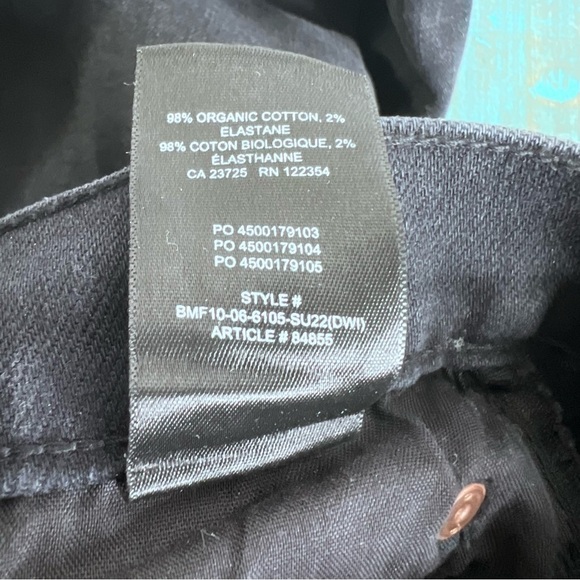 98% ORGANIC COTTON, 2%
ELASTANE
98% COTON BIOLOGIQUE, 2%
ÉLASTHANNE
CA 23725 RN 122354
PO 4500179103
PO 4500179104
PO 4500179105
STYLE #
BMF10-06-6105-SU22(DWI)
ARTICLE # 84855